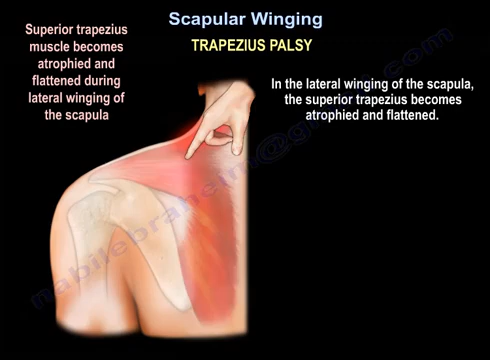 Scapular Winging
TRAPEZIUS PALSY
Superior trapezius
muscle becomes
atrophied and
flattened during
lateral winging of
the scapula
In the lateral winging of the scapula,
the superior trapezius becomes
atrophied and flattened.